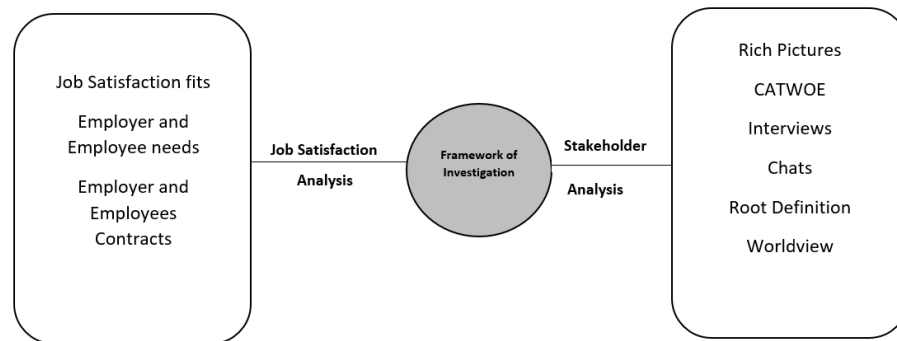 Job Satisfaction fits
Employer and
Employee needs
Employer and
Employees
Contracts
Job Satisfaction
Analysis
Framework of
Investigation
Stakeholder
Analysis
Rich Pictures
CATWOE
Interviews
Chats
Root Definition
Worldview